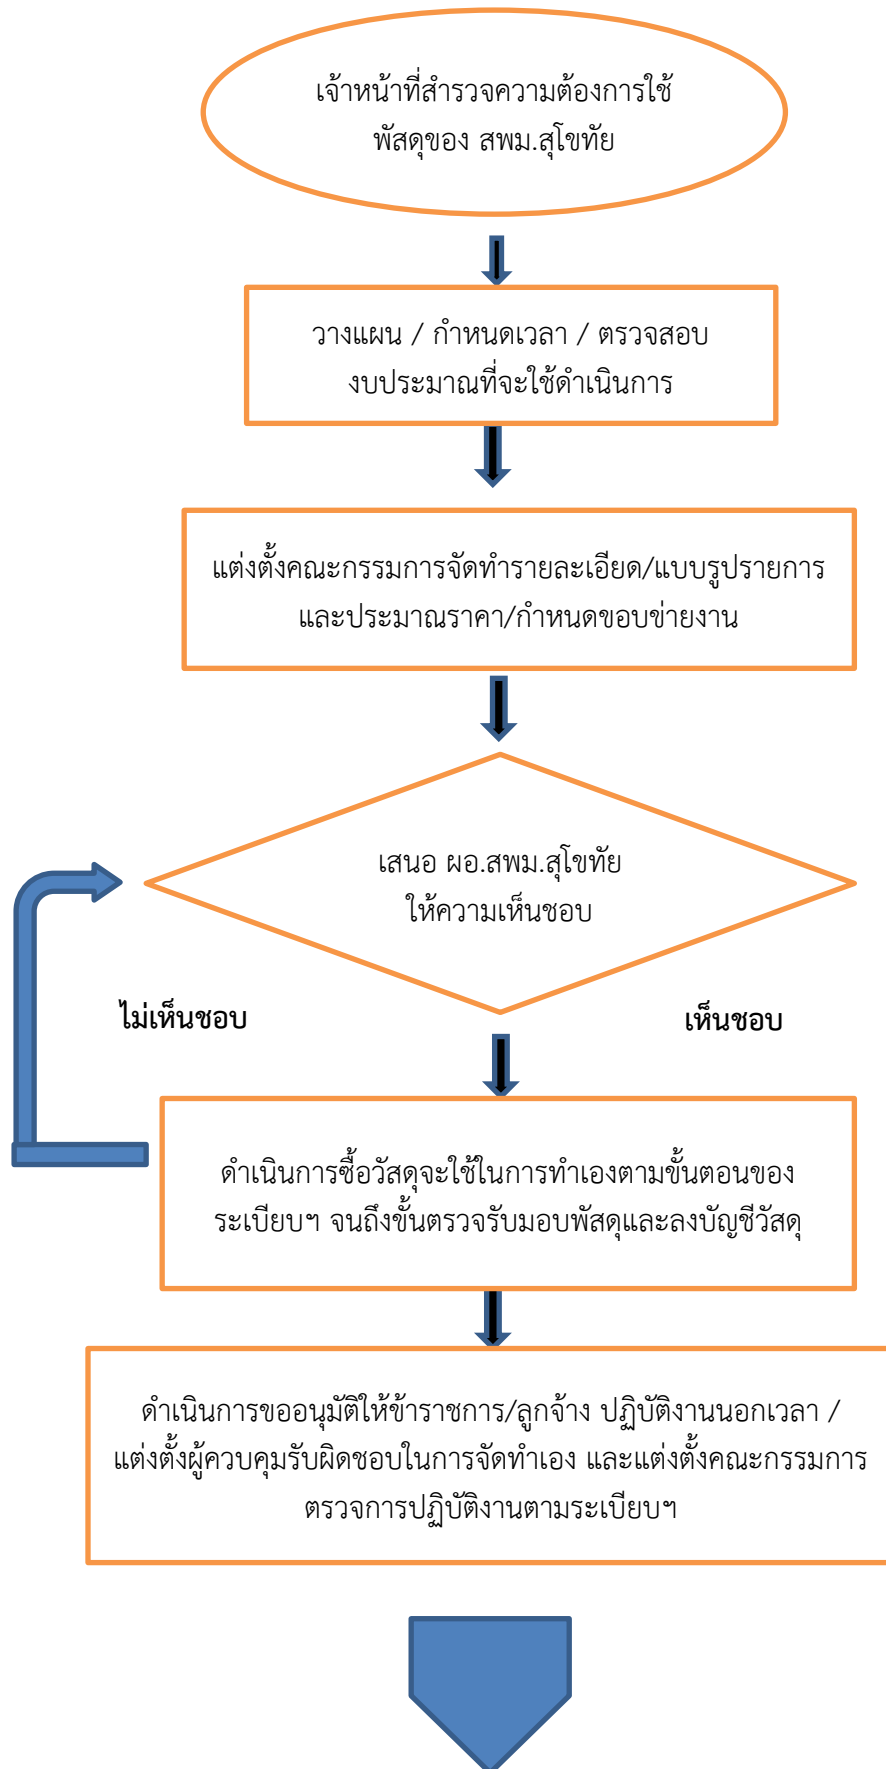 เจ้าหน้าที่สำรวจความต้องการใช้
พัสดุของ สพม.สุโขทัย
วางแผน / กำหนดเวลา / ตรวจสอบ
งบประมาณที่จะใช้ดำเนินการ
แต่งตั้งคณะกรรมการจัดทำรายละเอียด/แบบรูปรายการ
และประมาณราคา/กำหนดขอบข่ายงาน
เสนอ ผอ.สพม.สุโขทัย
ให้ความเห็นชอบ
ไม่เห็นชอบ
เห็นชอบ
ดำเนินการซื้อวัสดุจะใช้ในการทำเองตามขั้นตอนของ
ระเบียบฯ จนถึงขั้นตรวจรับมอบพัสดุและลงบัญชีวัสดุ
ดำเนินการขออนุมัติให้ข้าราชการ/ลูกจ้าง ปฏิบัติงานนอกเวลา /
แต่งตั้งผู้ควบคุมรับผิดชอบในการจัดทำเอง และแต่งตั้งคณะกรรมการ
ตรวจการปฏิบัติงานตามระเบียบฯ